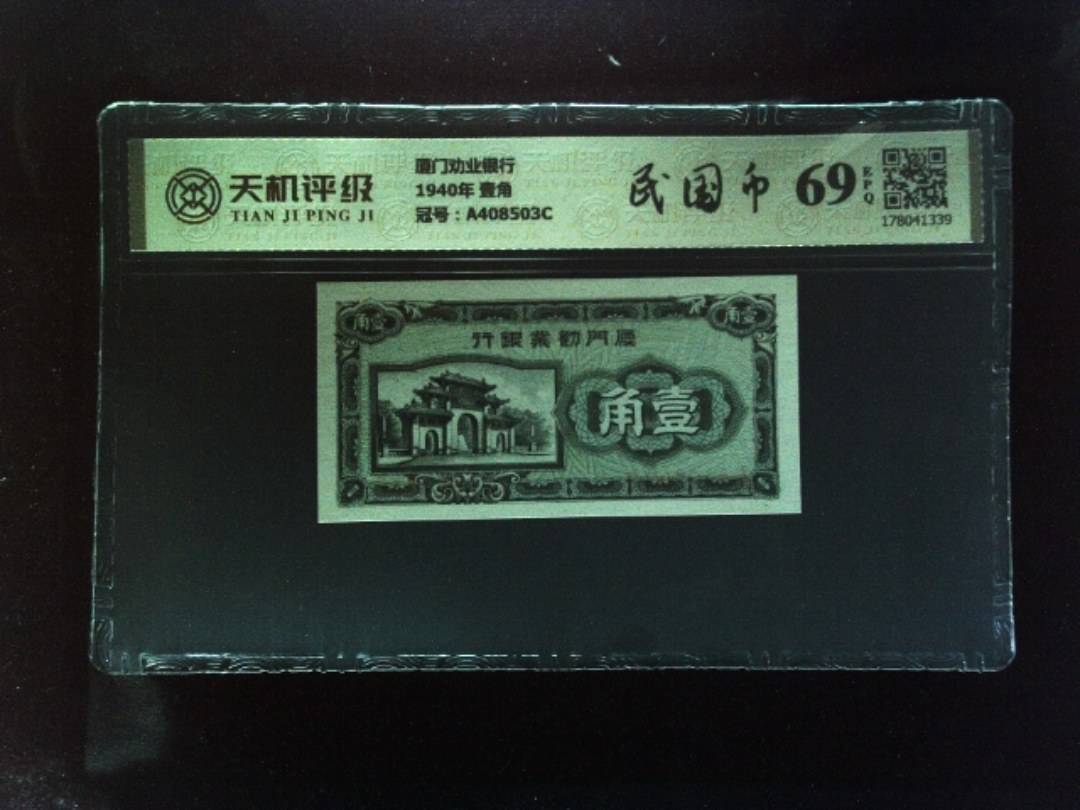 天机评级
TIAN JI PING JI
厦门劝业银行
1940年 壹角
冠号：A408503C
民国币
69
EPQ
178041339
壹角
壹角
厦門勸業銀行
壹角